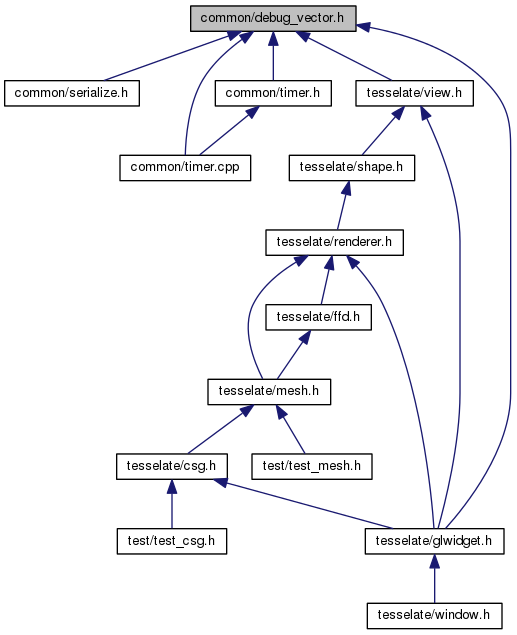 common/debug_vector.h
common/serialize.h
common/timer.h
tesselate/view.h
common/timer.cpp
tesselate/shape.h
tesselate/renderer.h
tesselate/ffd.h
tesselate/mesh.h
tesselate/csg.h
test/test_mesh.h
test/test_csg.h
tesselate/glwidget.h
tesselate/window.h